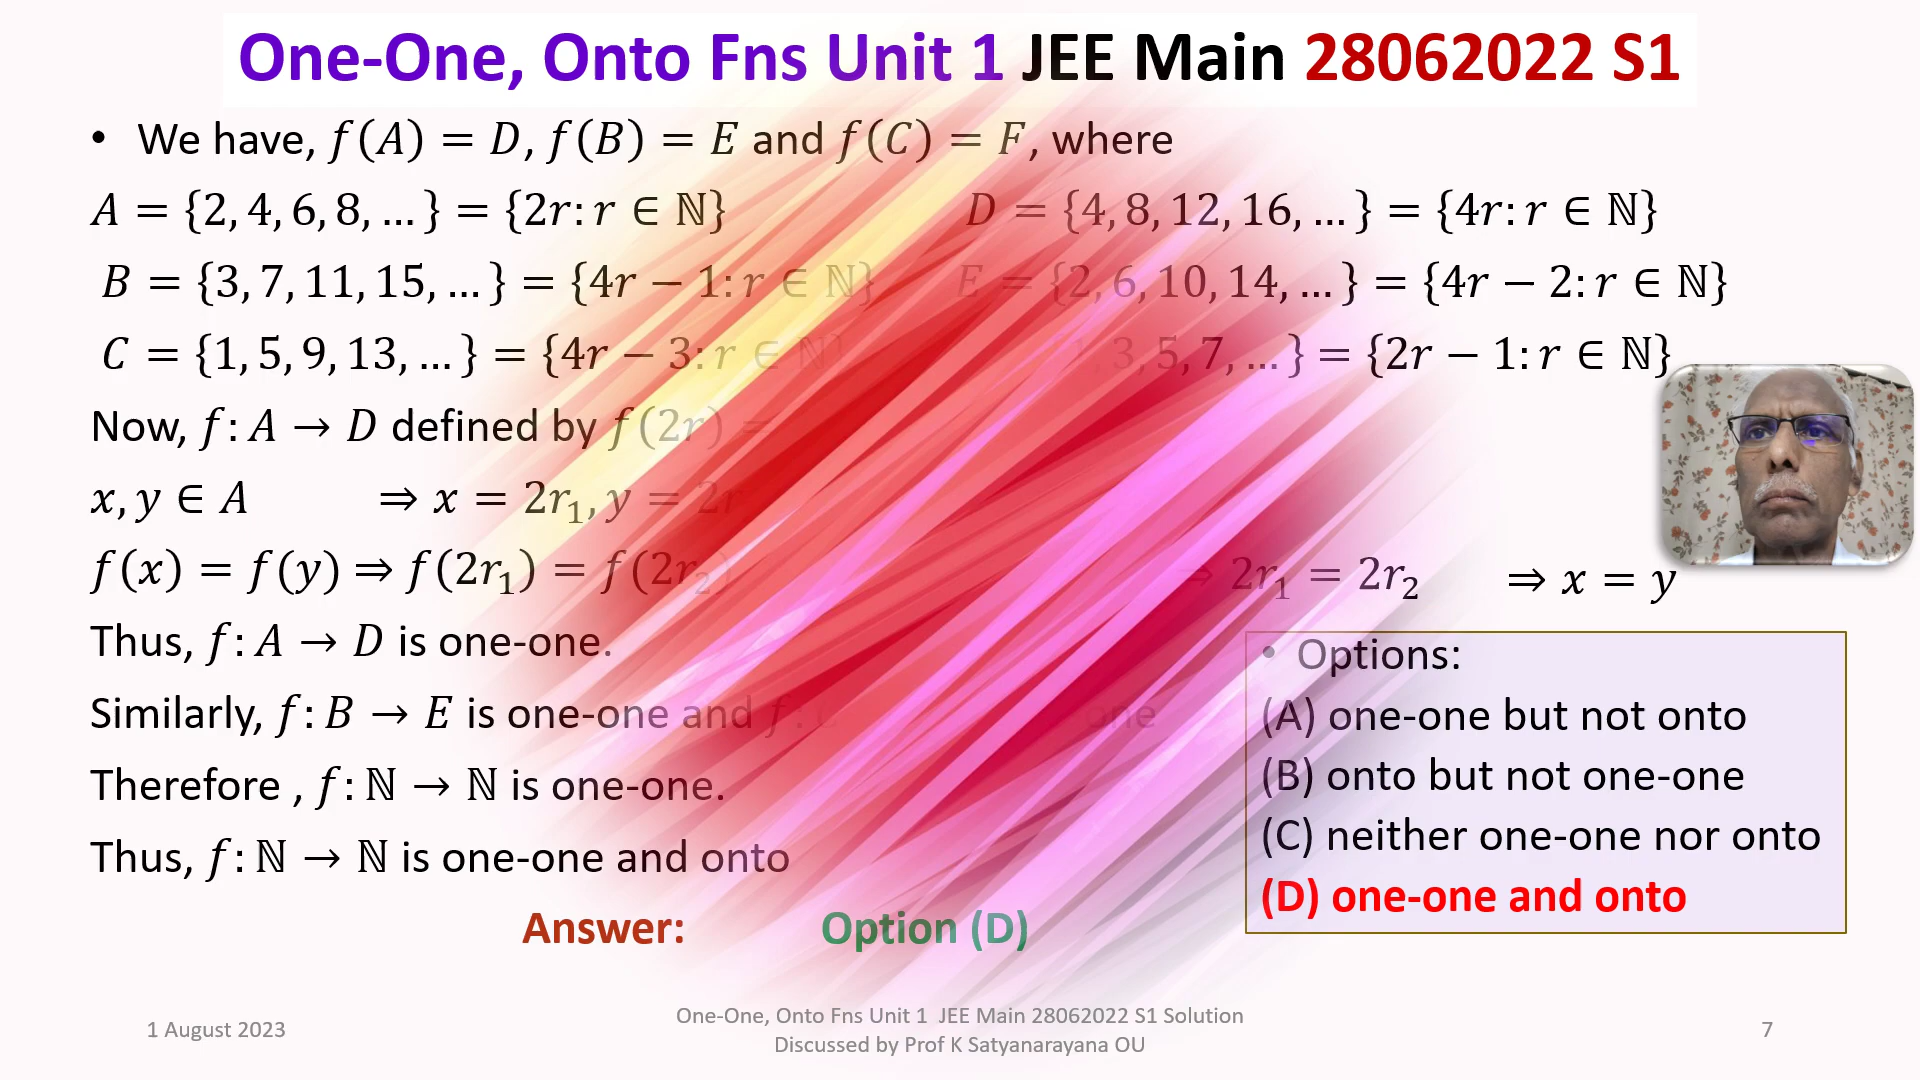 One-One, Onto Fns Unit 1 JEE Main 28062022 S1
• We have, f(A) = D, f(B) = E and f(C) = F, where
A = {2, 4, 6, 8, … } = {2r: r ∈ ℕ} D = {4, 8, 12, 16, … } = {4r: r ∈ ℕ}
B = {3, 7, 11, 15, … } = {4r − 1: r ∈ ℕ} E = {2, 6, 10, 14, … } = {4r − 2: r ∈ ℕ}
C = {1, 5, 9, 13, … } = {4r − 3: r ∈ ℕ} 3, 5, 7, … } = {2r − 1: r ∈ ℕ}
Now, f: A → D defined by f(2r) =
x, y ∈ A ⇒ x = 2r₁, y = 2r
f(x) = f(y) ⇒ f(2r₁) = f(2r₂) ⇒ 2r₁ = 2r₂ ⇒ x = y
Thus, f: A → D is one-one.
Similarly, f: B → E is one-one and f: one
Therefore , f: ℕ → ℕ is one-one.
Thus, f: ℕ → ℕ is one-one and onto
Answer: Option (D)
• Options:
(A) one-one but not onto
(B) onto but not one-one
(C) neither one-one nor onto
(D) one-one and onto
1 August 2023
One-One, Onto Fns Unit 1 JEE Main 28062022 S1 Solution
Discussed by Prof K Satyanarayana OU
7